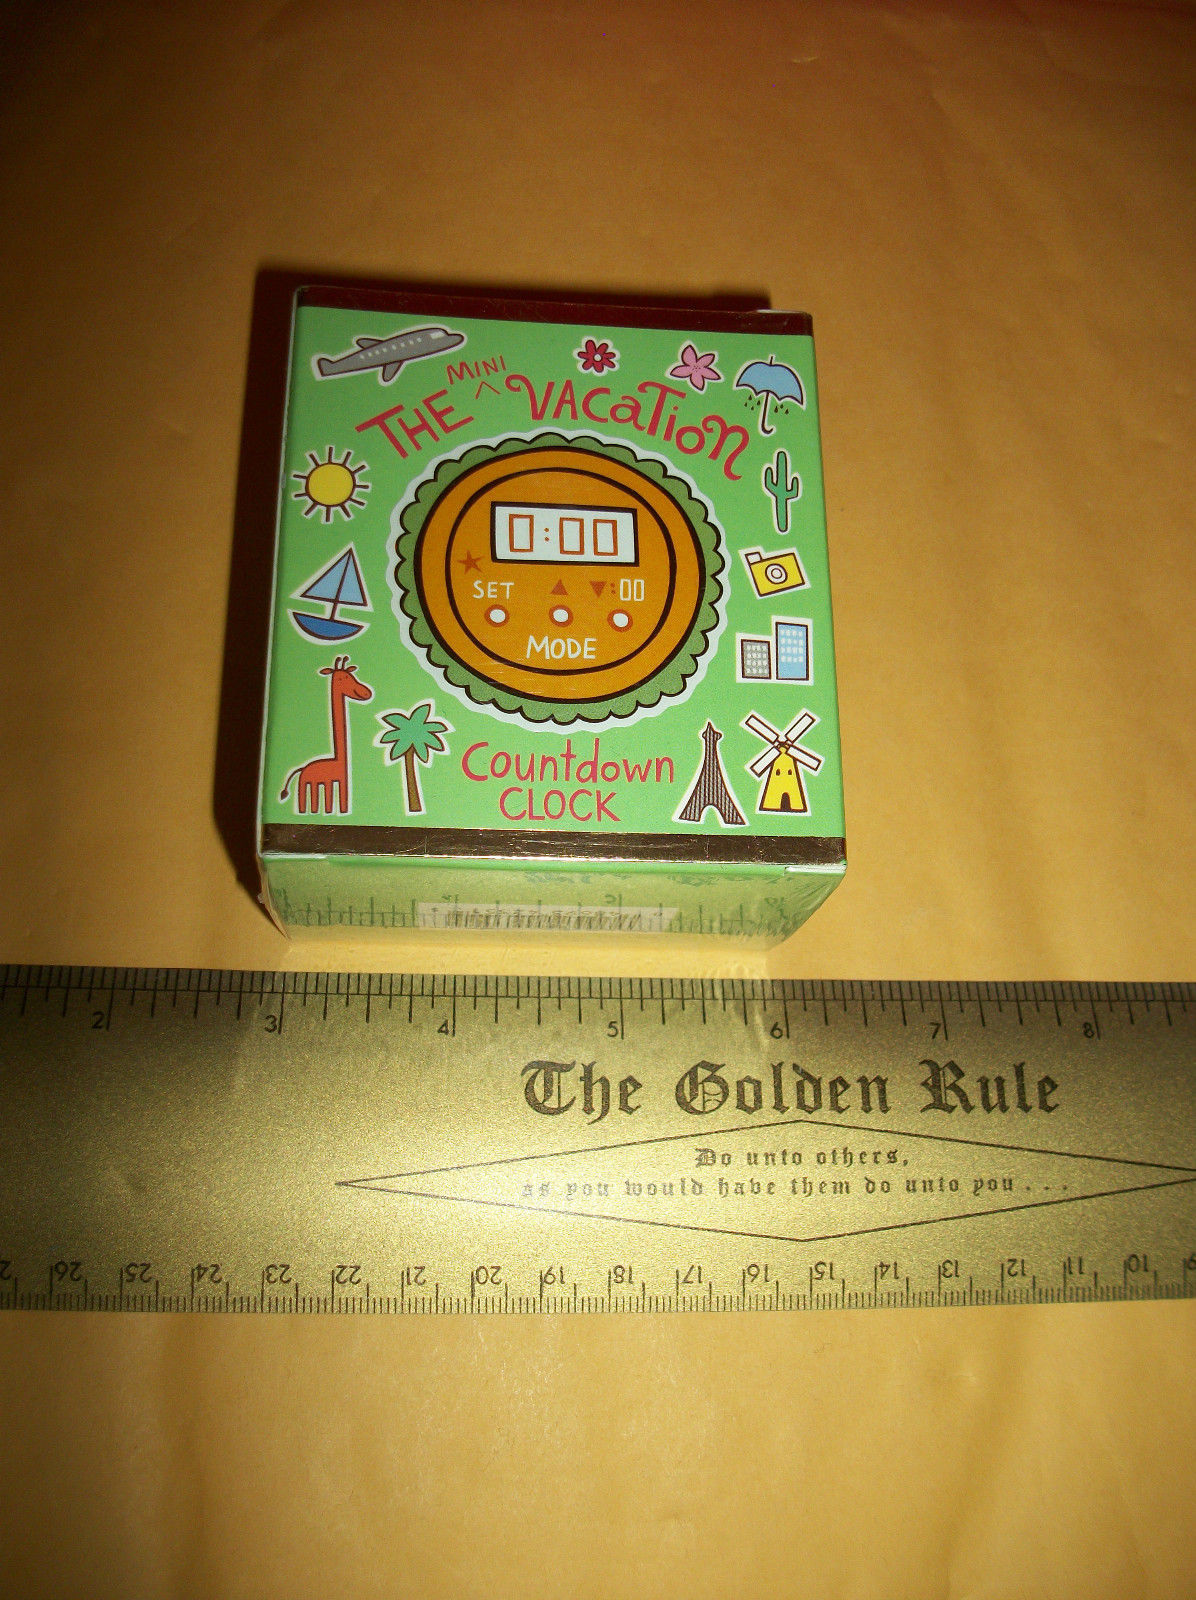 MINI
THE ^ VACATION
0:00
SET ▲ ▼:00
MODE
Countdown
CLOCK
2 3 4 5 6 7 8
The Golden Rule
Do unto others,
as you would have them do unto you . . .
26 25 24 23 22 21 20 19 18 17 16 15 14 13 12 11 10 9